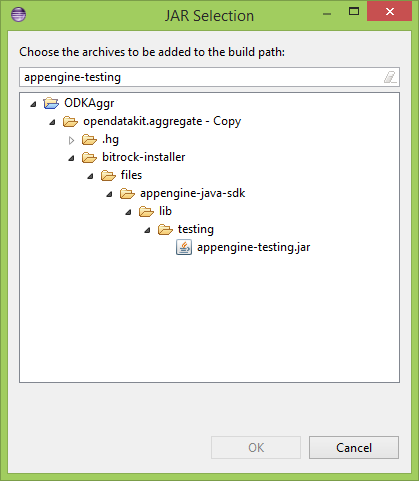 JAR Selection
Choose the archives to be added to the build path:
appengine-testing
ODKAggr
opendatakit.aggregate - Copy
.hg
bitrock-installer
files
appengine-java-sdk
lib
testing
appengine-testing.jar
OK
Cancel